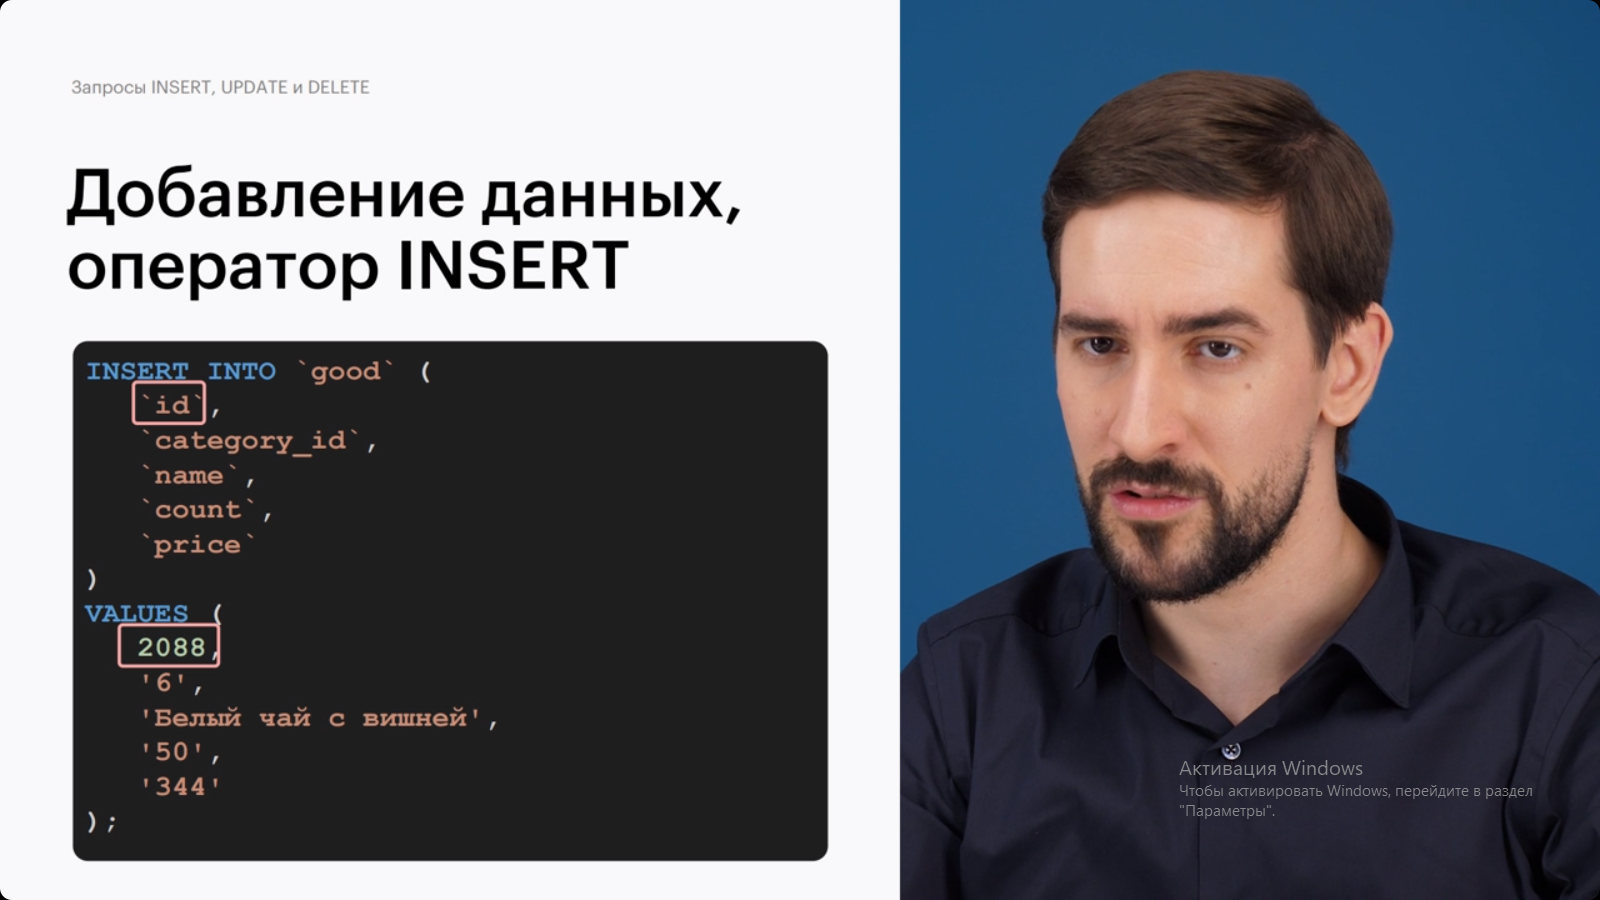 Запросы INSERT, UPDATE и DELETE
Добавление данных,
оператор INSERT
INSERT INTO `good` (
`id`,
`category_id`,
`name`,
`count`,
`price`
)
VALUES (
2088,
'6',
'Белый чай с вишней',
'50',
'344'
);
Активация Windows
Чтобы активировать Windows, перейдите в раздел
"Параметры".